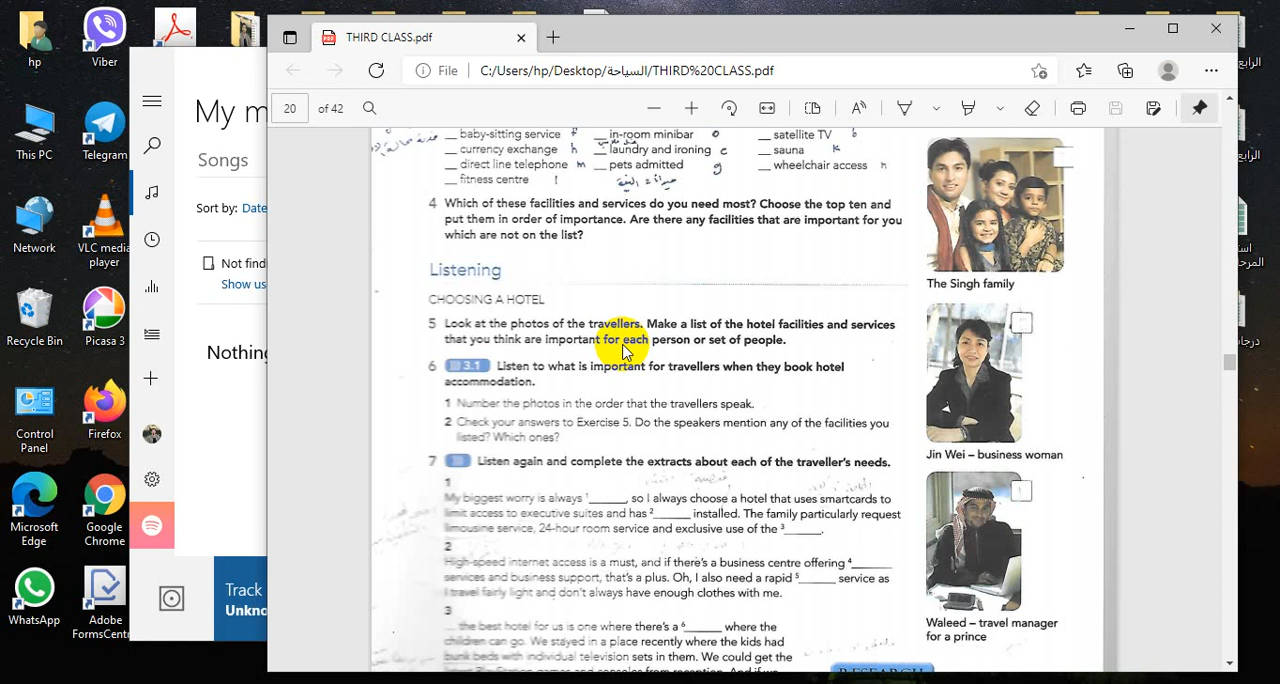 hp
Viber
This PC
Telegram
Network
VLC media
player
Recycle Bin
Picasa 3
Control
Panel
Firefox
Microsoft
Edge
Google
Chrome
WhatsApp
Adobe
FormsCentr
My m
Songs
Sort by: Date
Not find
Show us
Nothing
Track
Unkno
THIRD CLASS.pdf
File
C:/Users/hp/Desktop/السياحة/THIRD%20CLASS.pdf
20 of 42
__ baby-sitting service f
__ in-room minibar o
__ satellite TV b
__ currency exchange h
__ laundry and ironing c
__ sauna k
__ direct line telephone m
__ pets admitted g
__ wheelchair access n
__ fitness centre l
4 Which of these facilities and services do you need most? Choose the top ten and
put them in order of importance. Are there any facilities that are important for you
which are not on the list?
Listening
CHOOSING A HOTEL
5 Look at the photos of the travellers. Make a list of the hotel facilities and services
that you think are important for each person or set of people.
6 3.1 Listen to what is important for travellers when they book hotel
accommodation.
1 Number the photos in the order that the travellers speak.
2 Check your answers to Exercise 5. Do the speakers mention any of the facilities you
listed? Which ones?
7 Listen again and complete the extracts about each of the traveller's needs.
1
My biggest worry is always 1______, so I always choose a hotel that uses smartcards to
limit access to executive suites and has 2______ installed. The family particularly request
limousine service, 24-hour room service and exclusive use of the 3______.
2
High-speed internet access is a must, and if there's a business centre offering 4______
services and business support, that's a plus. Oh, I also need a rapid 5______ service as
I travel fairly light and don't always have enough clothes with me.
3
... the best hotel for us is one where there's a 6______ where the
children can go. We stayed in a place recently where the kids had
bunk beds with individual television sets in them. We could get the
The Singh family
Jin Wei – business woman
Waleed – travel manager
for a prince
RESEARCH
الرابع
المرح
درجا